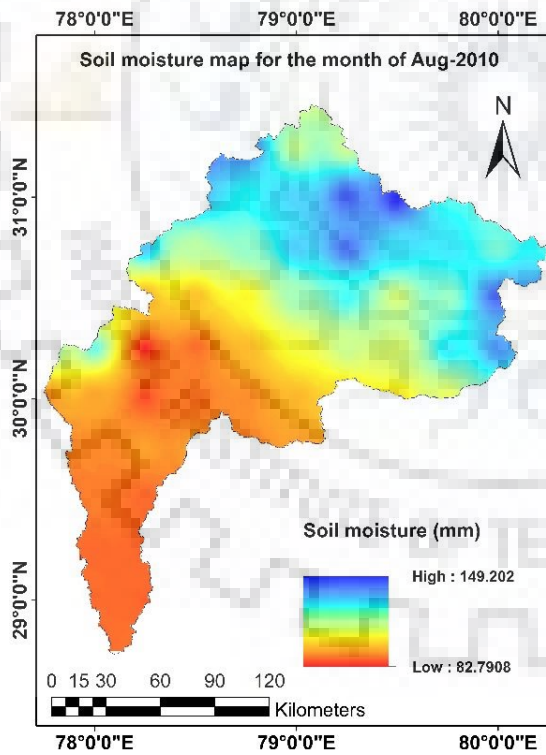 78°0'0"E 79°0'0"E 80°0'0"E
Soil moisture map for the month of Aug-2010
N
31°0'0"N
30°0'0"N
29°0'0"N
Soil moisture (mm)
High : 149.202
Low : 82.7908
0 15 30 60 90 120
Kilometers
78°0'0"E 79°0'0"E 80°0'0"E